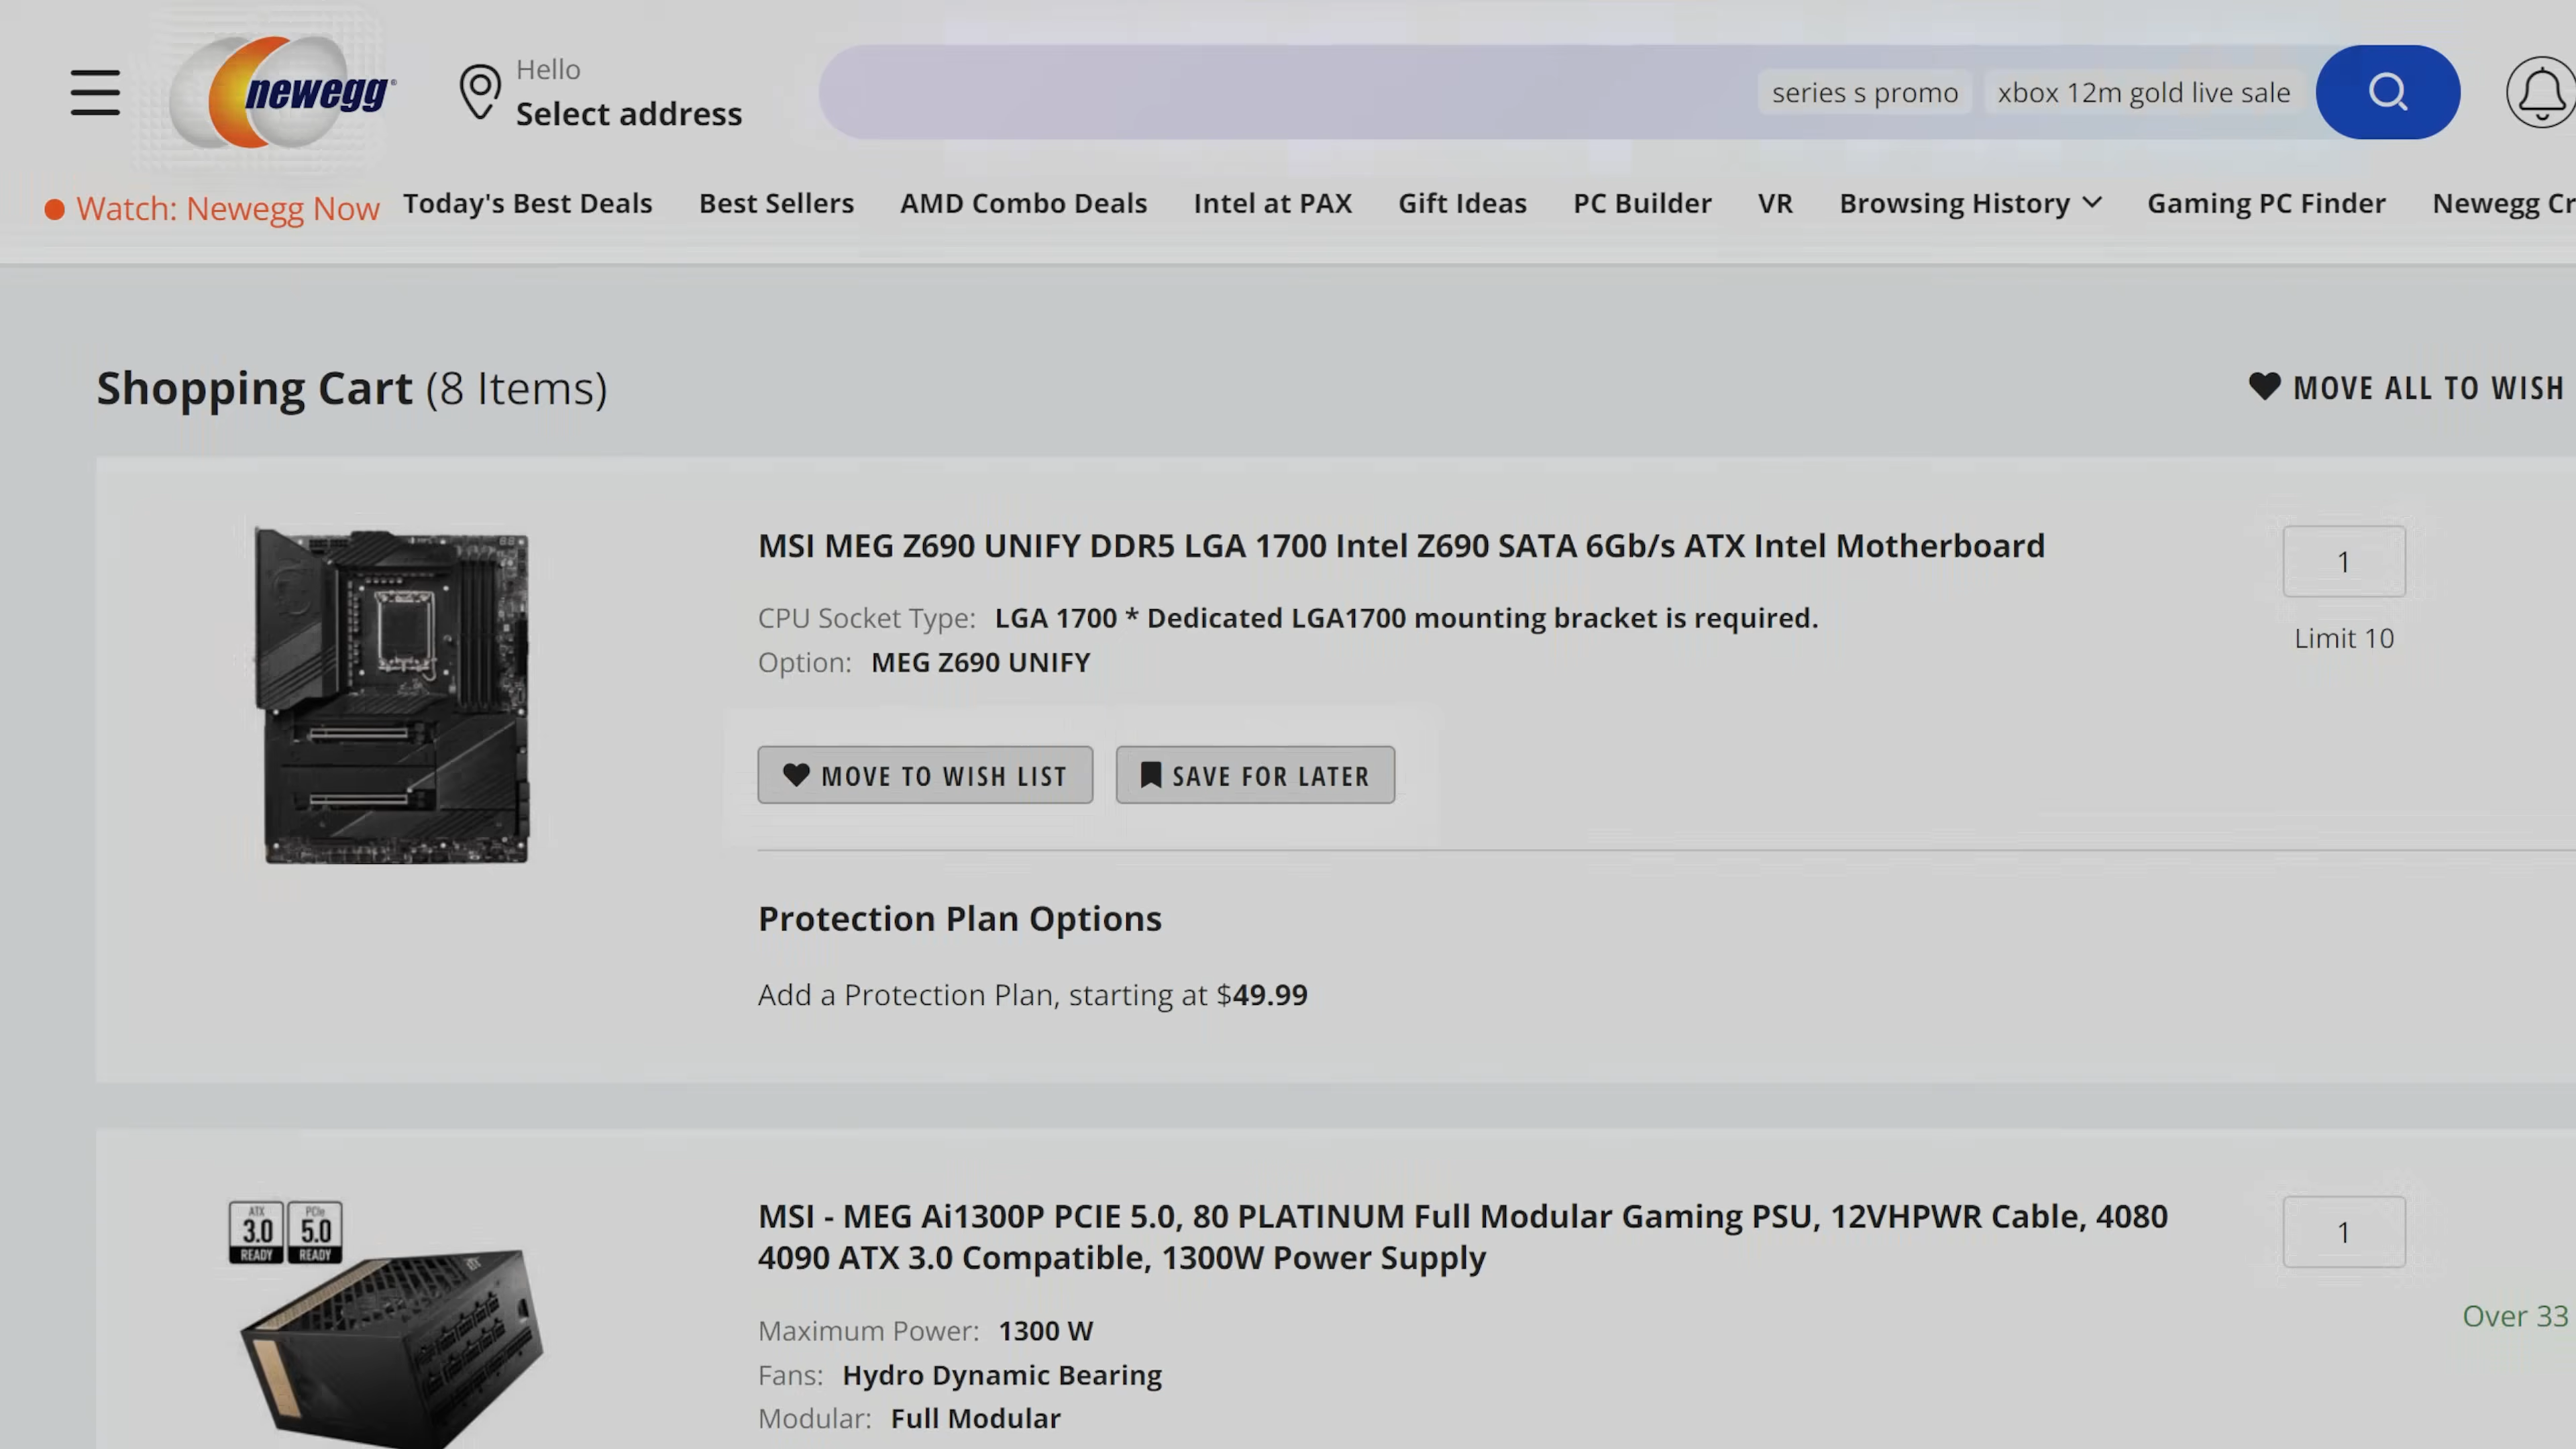 newegg
Hello
Select address
series s promo
xbox 12m gold live sale
Watch: Newegg Now
Today's Best Deals
Best Sellers
AMD Combo Deals
Intel at PAX
Gift Ideas
PC Builder
VR
Browsing History
Gaming PC Finder
Newegg Cr
Shopping Cart (8 Items)
MOVE ALL TO WISH
MSI MEG Z690 UNIFY DDR5 LGA 1700 Intel Z690 SATA 6Gb/s ATX Intel Motherboard
1
CPU Socket Type: LGA 1700 * Dedicated LGA1700 mounting bracket is required.
Limit 10
Option: MEG Z690 UNIFY
MOVE TO WISH LIST
SAVE FOR LATER
Protection Plan Options
Add a Protection Plan, starting at $49.99
ATX 3.0 READY
PCIe 5.0 READY
MSI - MEG Ai1300P PCIE 5.0, 80 PLATINUM Full Modular Gaming PSU, 12VHPWR Cable, 4080
4090 ATX 3.0 Compatible, 1300W Power Supply
1
Over 33
Maximum Power: 1300 W
Fans: Hydro Dynamic Bearing
Modular: Full Modular